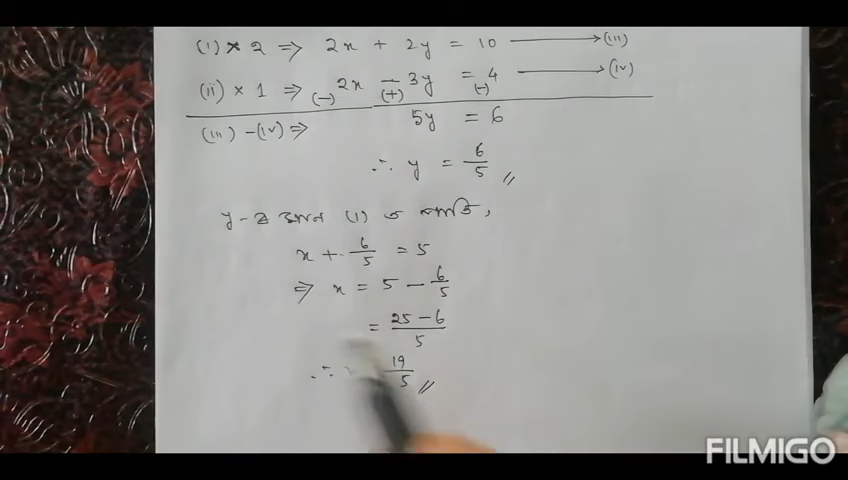 (i) × 2 ⇒ 2x + 2y = 10 ⟶ (iii)
(ii) × 1 ⇒ 2x − 3y = 4 ⟶ (iv)
(−) (+) (−)
(iii) − (iv) ⇒ 5y = 6
∴ y = 6/5 //
y-ৰ মান (i) ত
x + 6/5 = 5
⇒ x = 5 − 6/5
= 25 − 6 / 5
∴ 19/5 //
FILMIGO